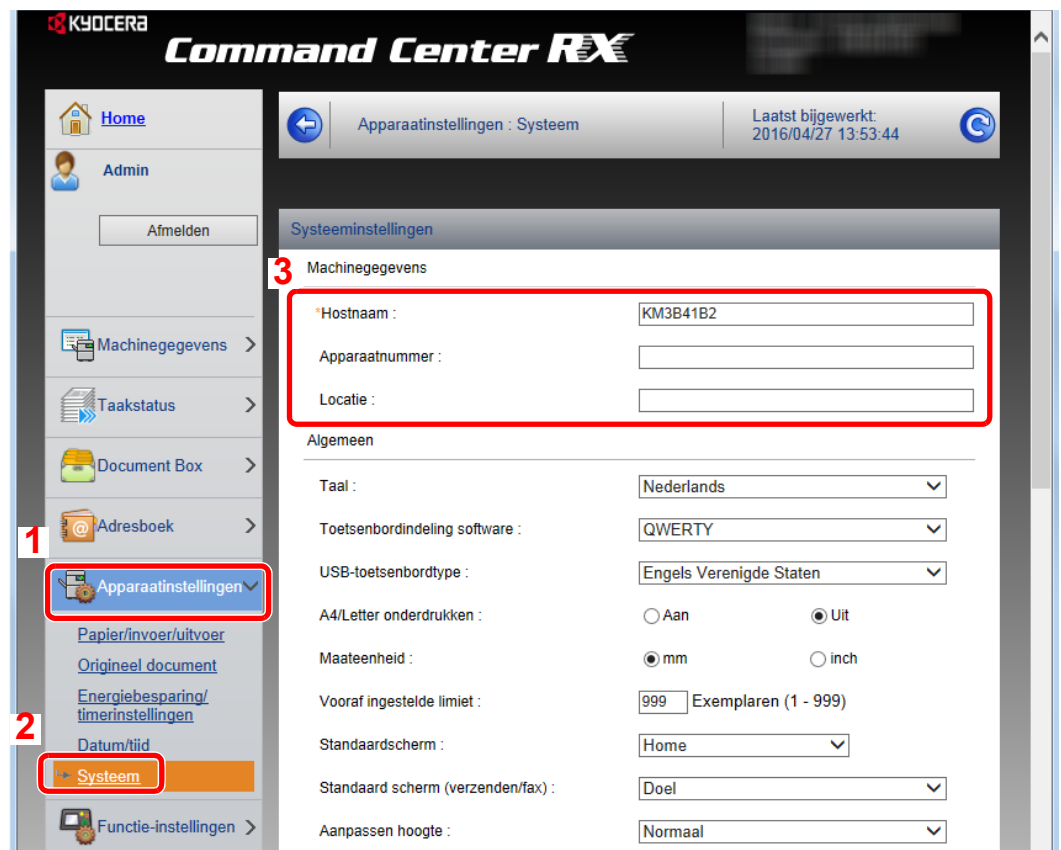 KYOCERA
Command Center RX
Home
Admin
Afmelden
Machinegegevens
Taakstatus
Document Box
Adresboek
1
Apparaatinstellingen
Papier/invoer/uitvoer
Origineel document
Energiebesparing/
timerinstellingen
2
Datum/tijd
Systeem
Functie-instellingen
Apparaatinstellingen : Systeem
Laatst bijgewerkt:
2016/04/27 13:53:44
Systeeminstellingen
3
Machinegegevens
*Hostnaam : KM3B41B2
Apparaatnummer :
Locatie :
Algemeen
Taal : Nederlands
Toetsenbordindeling software : QWERTY
USB-toetsenbordtype : Engels Verenigde Staten
A4/Letter onderdrukken : Aan Uit
Maateenheid : mm inch
Vooraf ingestelde limiet : 999 Exemplaren (1 - 999)
Standaardscherm : Home
Standaard scherm (verzenden/fax) : Doel
Aanpassen hoogte : Normaal